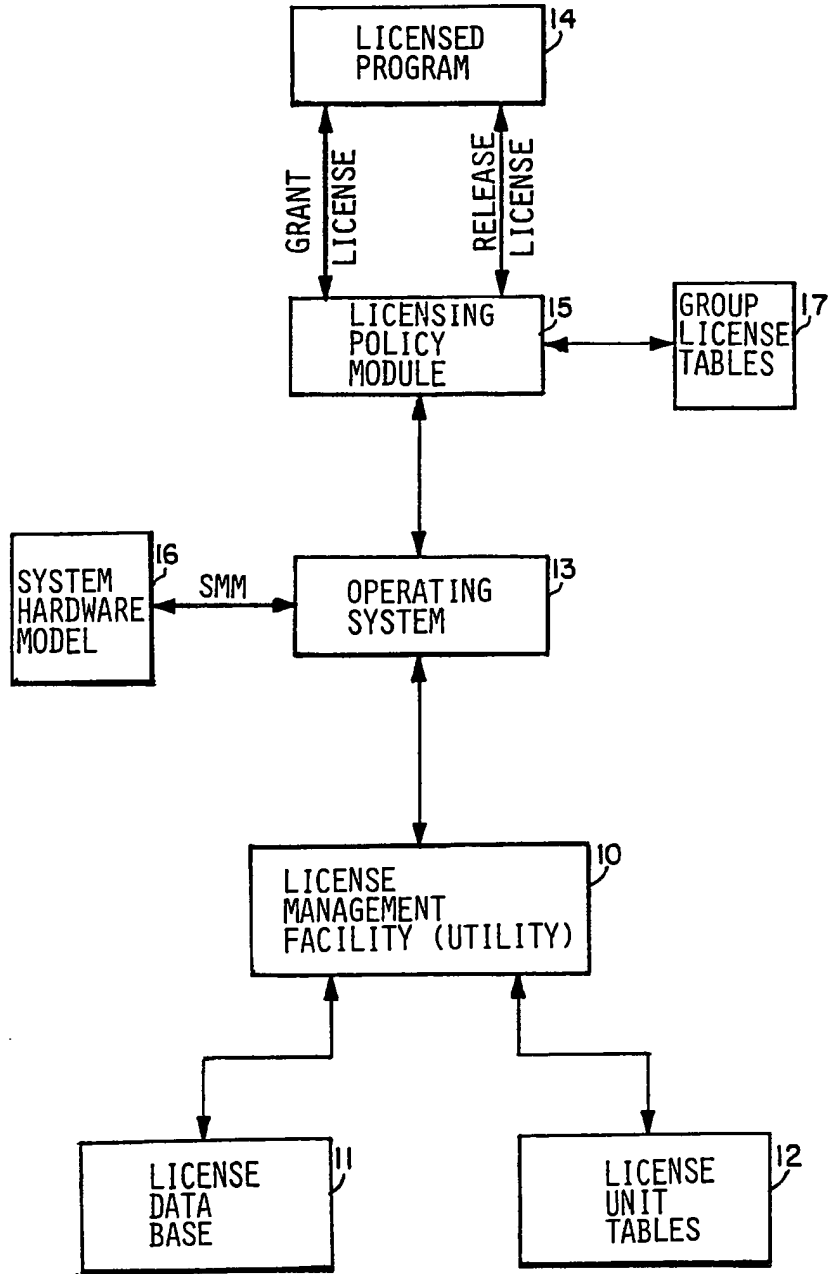 LICENSED
PROGRAM
14
GRANT
LICENSE
RELEASE
LICENSE
LICENSING
POLICY
MODULE
15
GROUP
LICENSE
TABLES
17
SYSTEM
HARDWARE
MODEL
16
SMM
OPERATING
SYSTEM
13
LICENSE
MANAGEMENT
FACILITY (UTILITY)
10
LICENSE
DATA
BASE
11
LICENSE
UNIT
TABLES
12